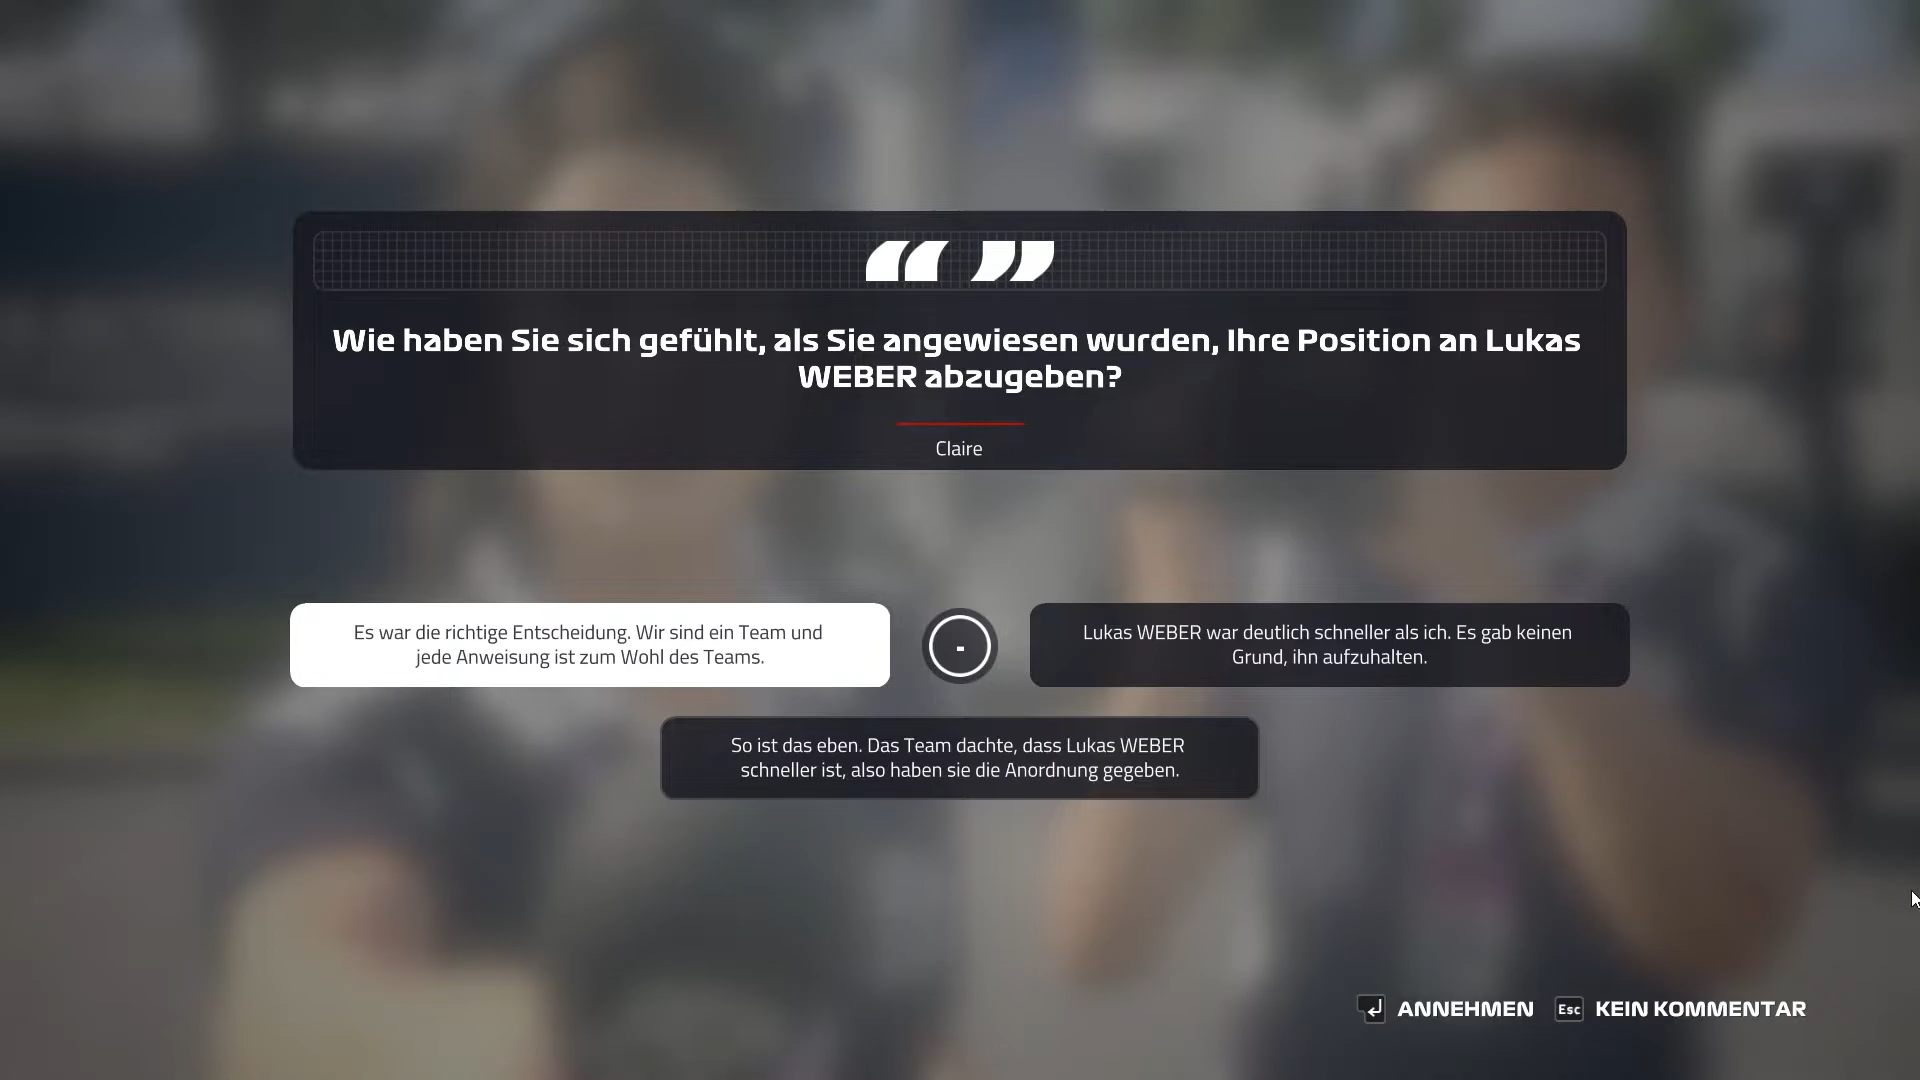 “ ”
Wie haben Sie sich gefühlt, als Sie angewiesen wurden, Ihre Position an Lukas
WEBER abzugeben?
Claire
Es war die richtige Entscheidung. Wir sind ein Team und
jede Anweisung ist zum Wohl des Teams.
-
Lukas WEBER war deutlich schneller als ich. Es gab keinen
Grund, ihn aufzuhalten.
So ist das eben. Das Team dachte, dass Lukas WEBER
schneller ist, also haben sie die Anordnung gegeben.
ANNEHMEN Esc KEIN KOMMENTAR